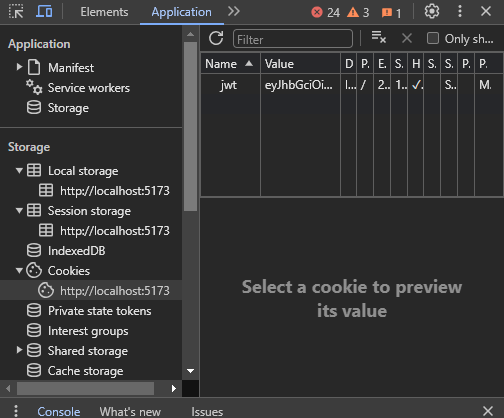 Elements Application 24 3 1
Application
Manifest
Service workers
Storage
Storage
Local storage
http://localhost:5173
Session storage
http://localhost:5173
IndexedDB
Cookies
http://localhost:5173
Private state tokens
Interest groups
Shared storage
Cache storage
Filter Only sh...
Name Value D P. E. S. H S. S. P. P.
jwt eyJhbGciOi... l... / 2... 1... ✓ S... M.
Select a cookie to preview
its value
Console What's new Issues